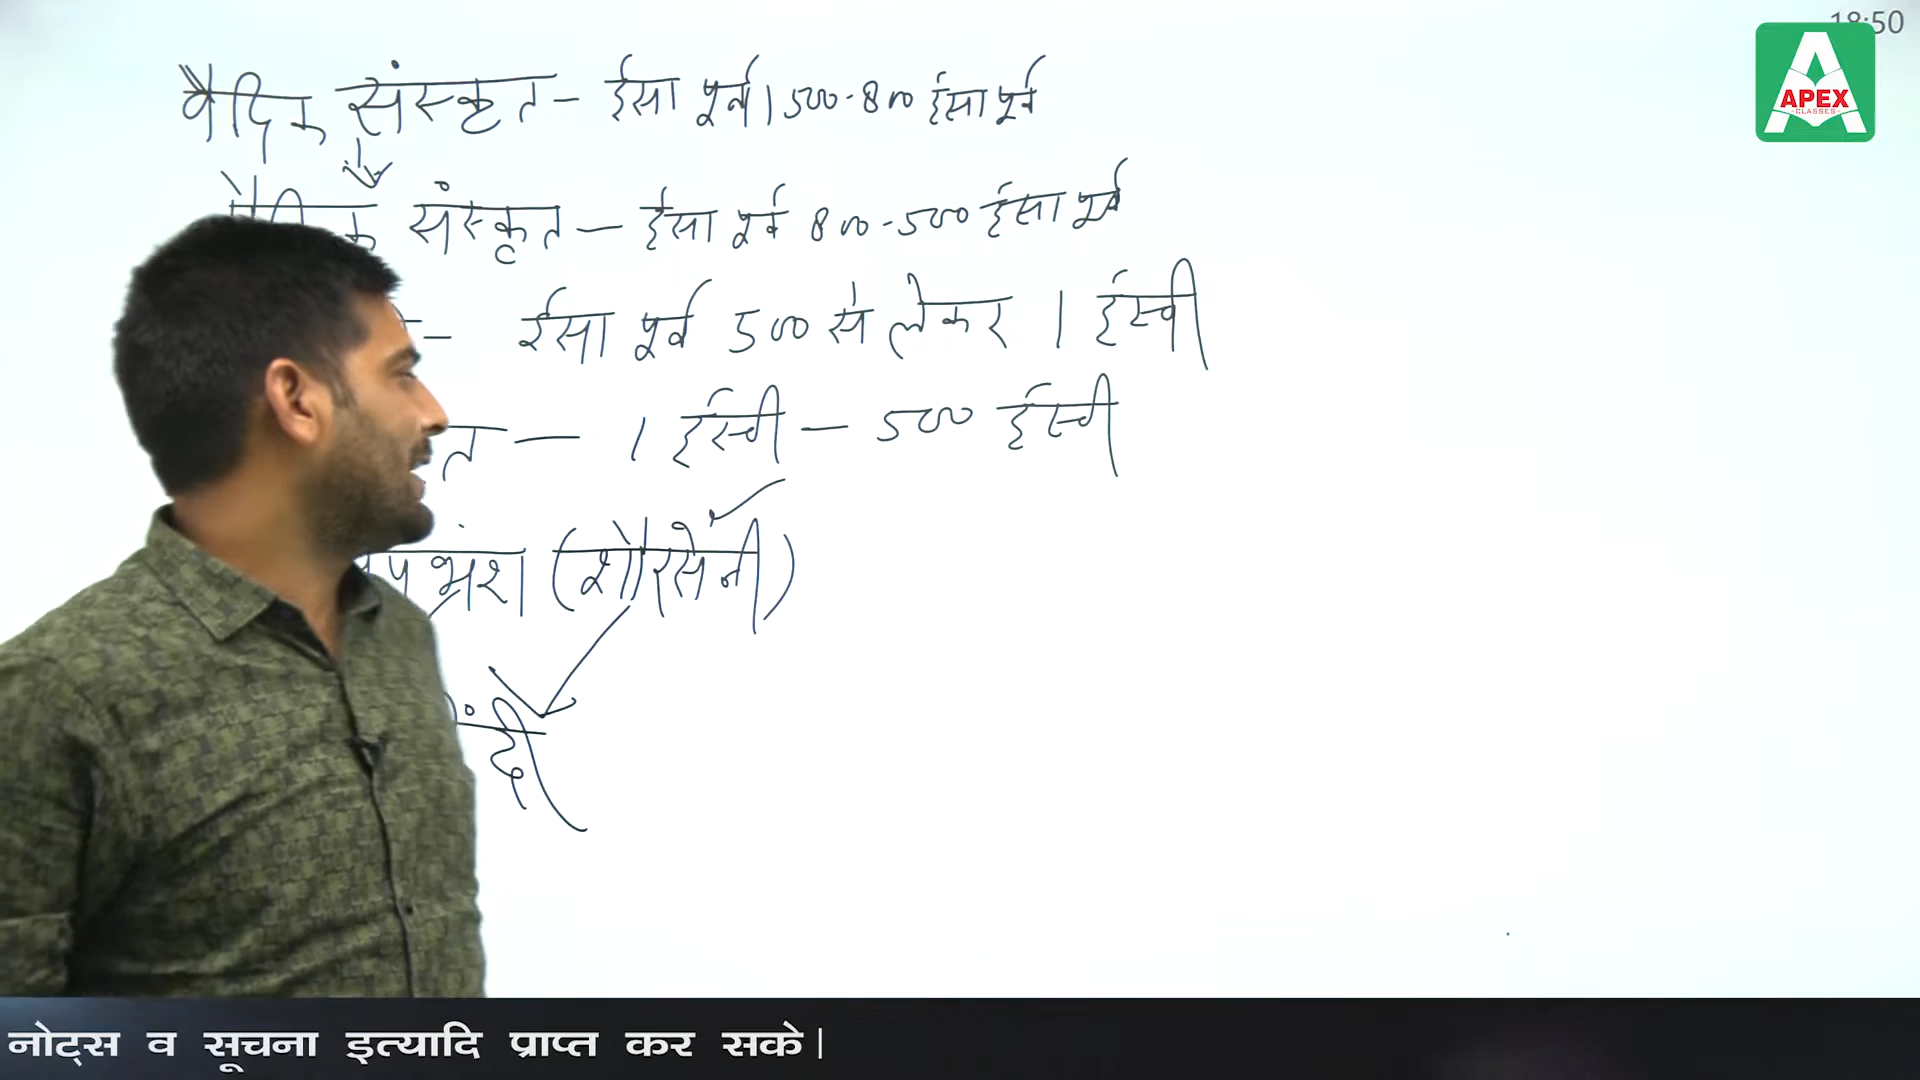 18:50
APEX
CLASSES
वैदिक संस्कृत - ईसा पूर्व 1500-800 ईसा पूर्व
संस्कृत - ईसा पूर्व 800-500 ईसा पूर्व
- ईसा पूर्व 500 से लेकर 1 ईस्वी
त - 1 ईस्वी - 500 ईस्वी
पभ्रंश (शौरसेनी)
दी
नोट्स व सूचना इत्यादि प्राप्त कर सके|